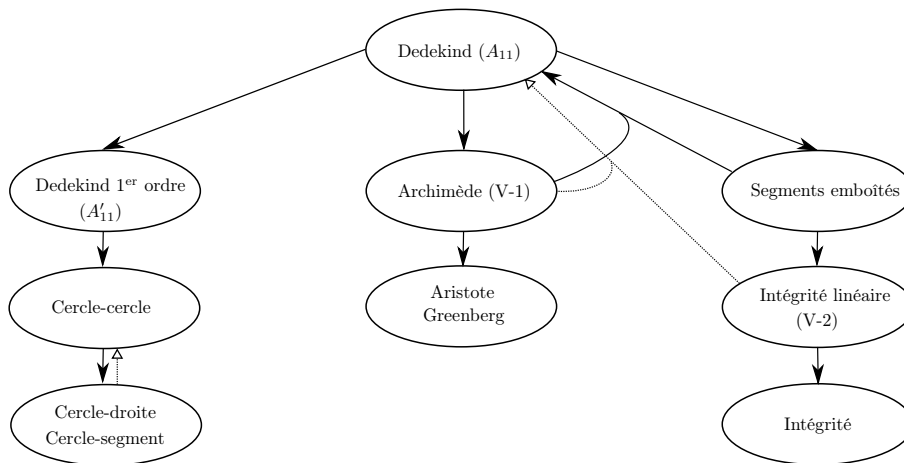 Dedekind (A₁₁)
Dedekind 1ᵉʳ ordre
(A′₁₁)
Archimède (V-1)
Segments emboîtés
Cercle-cercle
Aristote
Greenberg
Intégrité linéaire
(V-2)
Cercle-droite
Cercle-segment
Intégrité